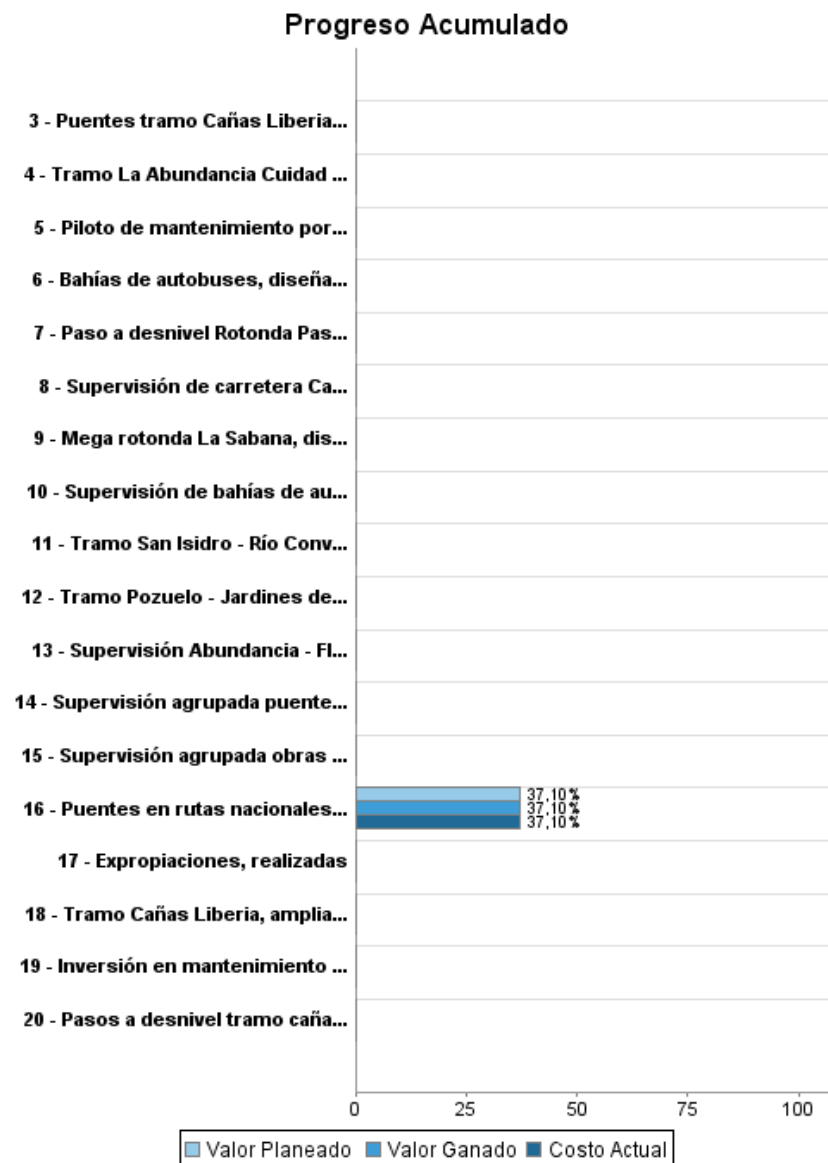 Progreso Acumulado
3 - Puentes tramo Cañas Liberia...
4 - Tramo La Abundancia Cuidad ...
5 - Piloto de mantenimiento por...
6 - Bahías de autobuses, diseña...
7 - Paso a desnivel Rotonda Pas...
8 - Supervisión de carretera Ca...
9 - Mega rotonda La Sabana, dis...
10 - Supervisión de bahías de au...
11 - Tramo San Isidro - Río Conv...
12 - Tramo Pozuelo - Jardines de...
13 - Supervisión Abundancia - Fl...
14 - Supervisión agrupada puente...
15 - Supervisión agrupada obras ...
37,10%
16 - Puentes en rutas nacionales... 37,10%
37,10%
17 - Expropiaciones, realizadas
18 - Tramo Cañas Liberia, amplia...
19 - Inversión en mantenimiento ...
20 - Pasos a desnivel tramo caña...
0 25 50 75 100
Valor Planeado Valor Ganado Costo Actual